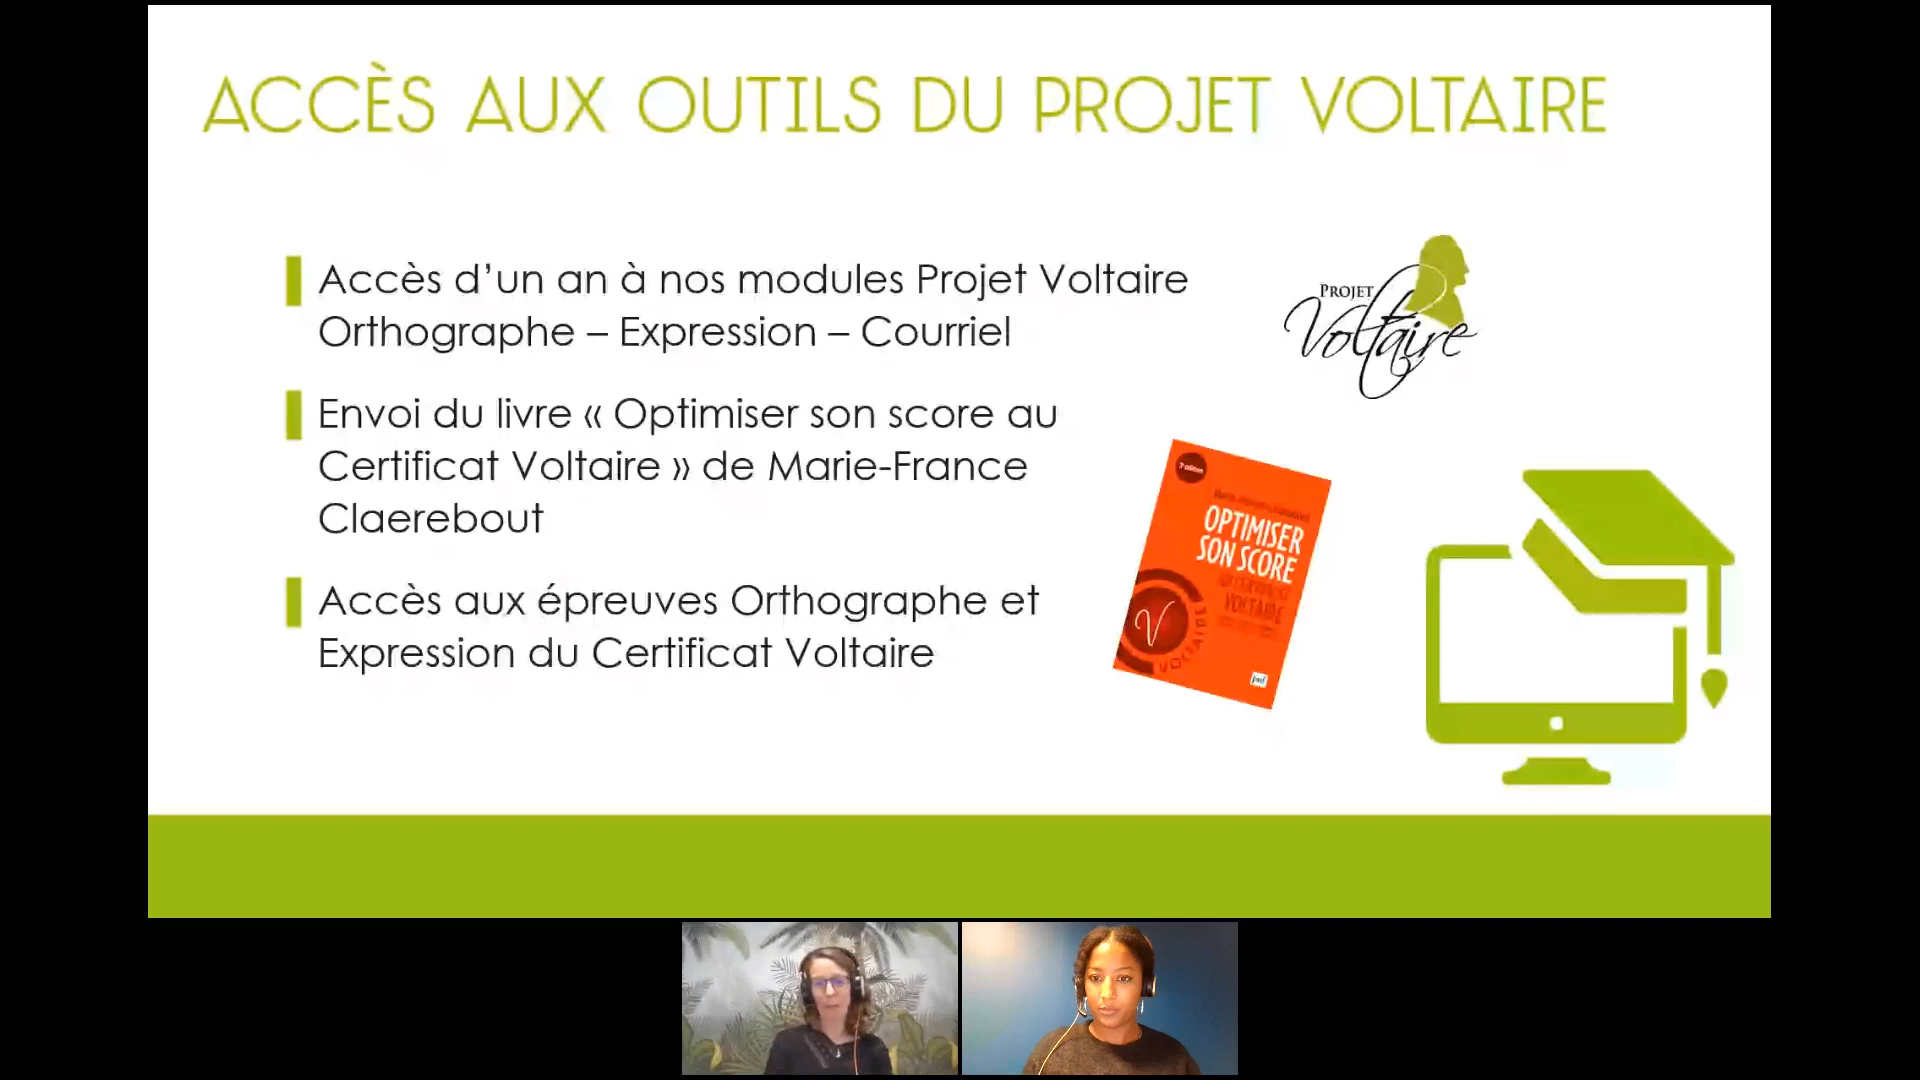 ACCÈS AUX OUTILS DU PROJET VOLTAIRE
Accès d’un an à nos modules Projet Voltaire
Orthographe – Expression – Courriel
PROJET
Voltaire
Envoi du livre « Optimiser son score au
Certificat Voltaire » de Marie-France
Claerebout
OPTIMISER
SON SCORE
VOLTAIRE
V
VOLTAIRE
puf
Accès aux épreuves Orthographe et
Expression du Certificat Voltaire